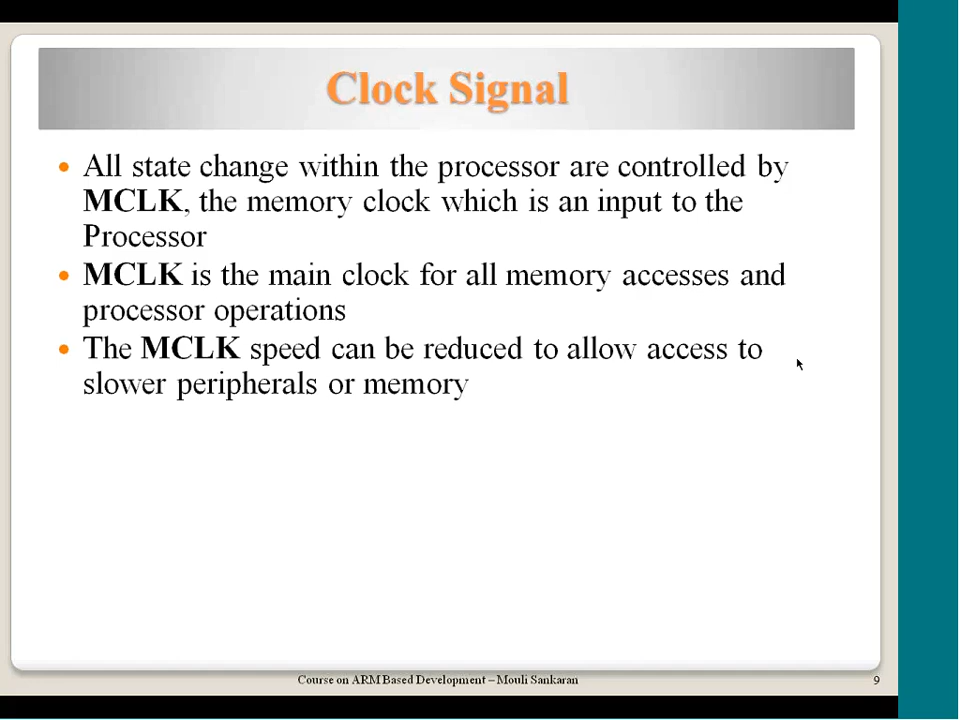 Clock Signal
All state change within the processor are controlled by
MCLK, the memory clock which is an input to the
Processor
MCLK is the main clock for all memory accesses and
processor operations
The MCLK speed can be reduced to allow access to
slower peripherals or memory
Course on ARM Based Development – Mouli Sankaran
9